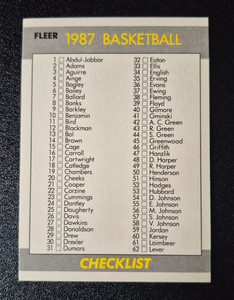 FLEER 1987 BASKETBALL
1 Abdul-Jabbar
2 Adams
3 Aguirre
4 Ainge
5 Bagley
6 Bailey
7 Ballard
8 Banks
9 Barkley
10 Benjamin
11 Bird
12 Blackman
13 Bol
14 Brown
15 Cage
16 Carroll
17 Cartwright
18 Catledge
19 Chambers
20 Cheeks
21 Cooper
22 Corzine
23 Cummings
24 Dantley
25 Daugherty
26 Davis
27 Dawkins
28 Donaldson
29 Drew
30 Drexler
31 Dumars
32 Eaton
33 Ellis
34 English
35 Erving
36 Evans
37 Ewing
38 Fleming
39 Floyd
40 Gilmore
41 Gminski
42 A.C. Green
43 R. Green
44 S. Green
45 Greenwood
46 Griffith
47 Hansen
48 D. Harper
49 R. Harper
50 Henderson
51 Hinson
52 Hodges
53 Hubbard
54 D. Johnson
55 E. Johnson
56 M. Johnson
57 S. Johnson
58 V. Johnson
59 Jordan
60 Kersey
61 Laimbeer
62 Lever
CHECKLIST